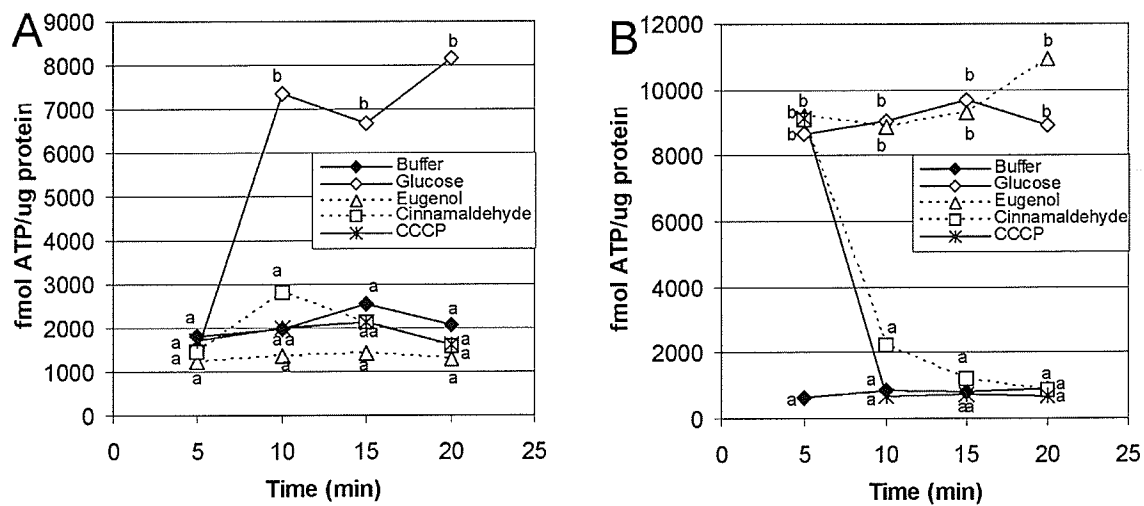 A
9000
8000
7000
6000
5000
4000
3000
2000
1000
0
fmol ATP/ug protein
b
b
b
Buffer
Glucose
Eugenol
Cinnamaldehyde
CCCP
a
a
a
a
a
a a
a
a
aa
a
a
a
a
a
0 5 10 15 20 25
Time (min)
B
12000
10000
8000
6000
4000
2000
0
fmol ATP/ug protein
b
b
b
b
b
b
b
b
b
b
Buffer
Glucose
Eugenol
Cinnamaldehyde
CCCP
a
a
a
a
a
aa
a
a
0 5 10 15 20 25
Time (min)